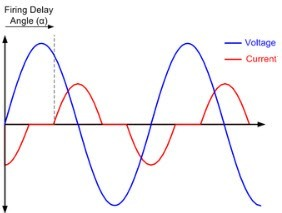 Firing Delay
Angle (α)
Voltage
Current